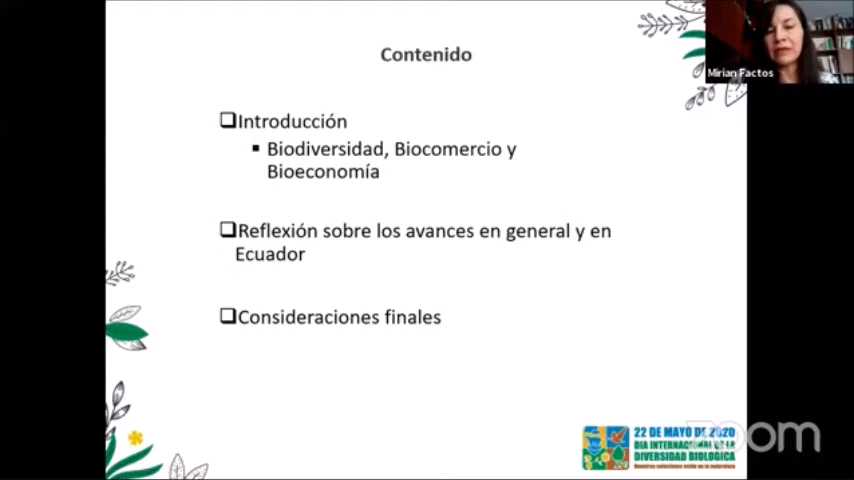 Contenido
Mirian Factos
❑Introducción
▪ Biodiversidad, Biocomercio y
Bioeconomía
❑Reflexión sobre los avances en general y en
Ecuador
❑Consideraciones finales
22 DE MAYO DE 2020
DIA INTERNACIONAL DE LA
DIVERSIDAD BIOLOGICA
Nuestras soluciones están en la naturaleza
zoom